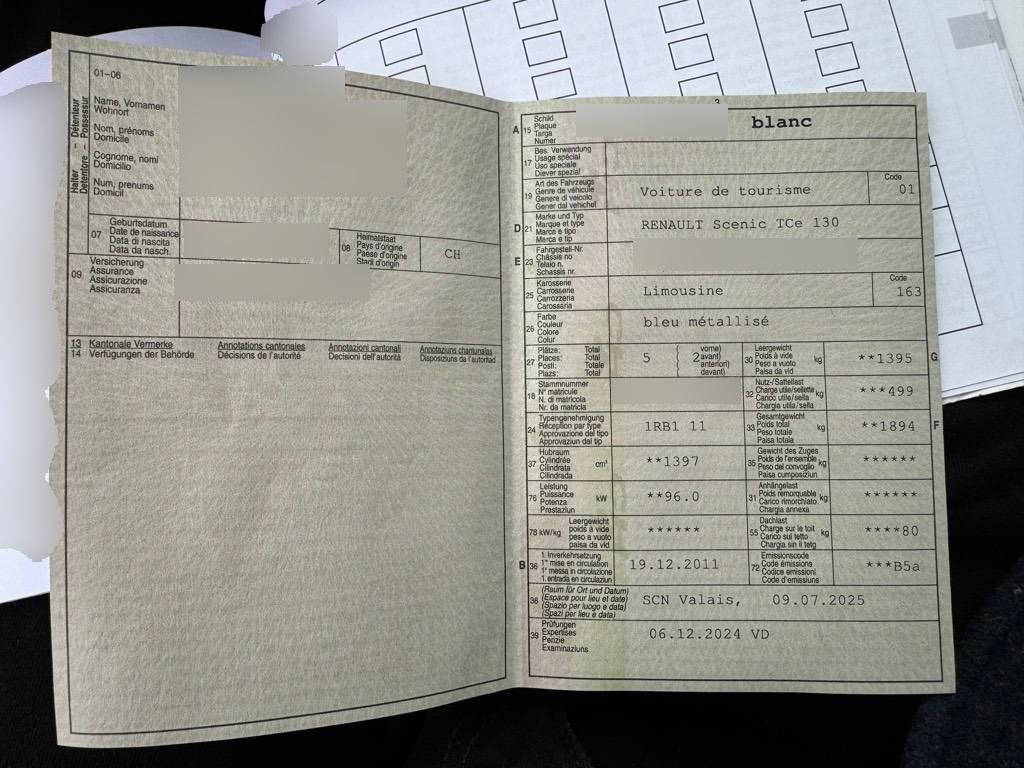 01-06
Halter - Détenteur
Detentore - Possessur
Name, Vornamen
Wohnort
Nom, prénoms
Domicile
Cognome, nomi
Domicilio
Num, prenums
Domicil
07
Geburtsdatum
Date de naissance
Data di nascita
Data da nasch.
08
Heimatstaat
Pays d'origine
Paese d'origine
Stadi d'origin
CH
09
Versicherung
Assurance
Assicurazione
Assicuranza
13 Kantonale Vermerke Annotations cantonales Annotazioni cantonali Annotaziuns chantunalas
14 Verfügungen der Behörde Décisions de l'autorité Decisioni dell'autorità Disposiziuns da l'autoritad
A 15
Schild
Plaque
Targa
Numer
blanc
17
Bes. Verwendung
Usage spécial
Uso speciale
Diever spezial
19
Art des Fahrzeugs
Genre de véhicule
Genere di veicolo
Gener dal vehichel
Voiture de tourisme
Code
01
D 21
Marke und Typ
Marque et type
Marca e tipo
Marca e tip
RENAULT Scenic TCe 130
E 23
Fahrgestell-Nr.
Châssis no
Telaio n.
Schassis nr.
25
Karosserie
Carrosserie
Carrozzeria
Carossaria
Limousine
Code
163
26
Farbe
Couleur
Colore
Colur
bleu métallisé
27
Plätze: Total
Places: Total
Posti: Totale
Plazs: Total
5
( 2
vorne)
avant)
anteriori)
davant)
30
Leergewicht
Poids à vide
Peso a vuoto
Paisa da vid
kg
**1395
G
18
Stammnummer
N° matricule
N. di matricola
Nr. da matricla
32
Nutz-/Sattellast
Charge utile/sellette
Carico utile/sella
Chargia utila/sella
kg
***499
24
Typengenehmigung
Réception par type
Approvazione del tipo
Approvaziun dal tip
1RB1 11
33
Gesamtgewicht
Poids total
Peso totale
Paisa totala
kg
**1894
F
37
Hubraum
Cylindrée
Cilindrata
Cilindrada
cm³
**1397
35
Gewicht des Zuges
Poids de l'ensemble
Peso del convoglio
Paisa cumposiziun
kg
******
76
Leistung
Puissance
Potenza
Prestaziun
kW
**96.0
31
Anhängelast
Poids remorquable
Carico rimorchiato
Chargia annexa
kg
******
78 kW/kg
Leergewicht
poids à vide
peso a vuoto
paisa da vid
******
55
Dachlast
Charge sur le toit
Carico sul tetto
Chargia sin il tetg
kg
****80
B 36
1. Inverkehrsetzung
1re mise en circulation
1a messa in circolazione
1. entrada en circulaziun
19.12.2011
72
Emissionscode
Code émissions
Codice emissioni
Code d'emissiuns
***B5a
38
(Raum für Ort und Datum)
(Espace pour lieu et date)
(Spazio per luogo e data)
(Spazi per lieu e data)
SCN Valais, 09.07.2025
39
Prüfungen
Expertises
Perizie
Examinaziuns
06.12.2024 VD